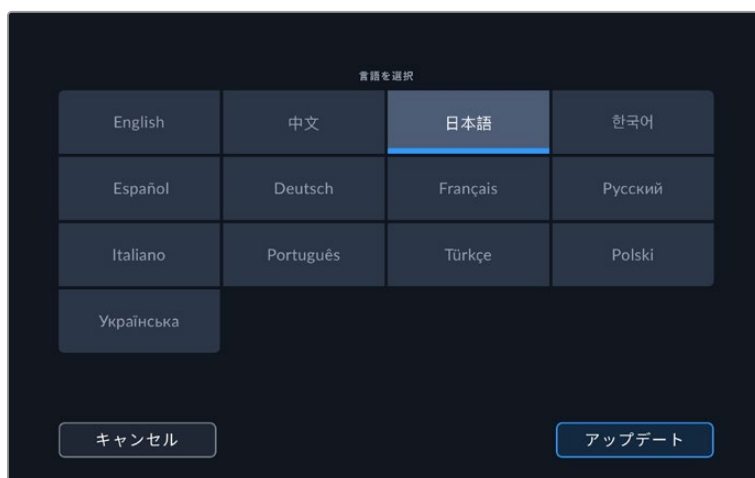 言語を選択
English 中文 日本語 한국어
Español Deutsch Français Русский
Italiano Português Türkçe Polski
Українська
キャンセル アップデート